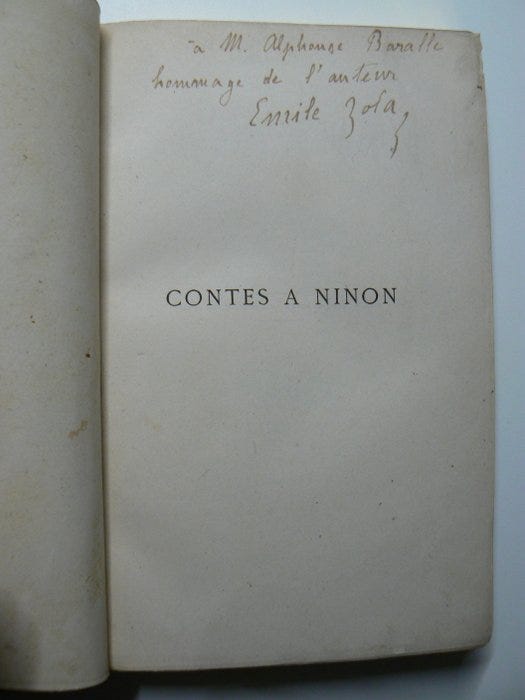 à M. Alphonse Baralle
hommage de l'auteur
Emile Zola
CONTES A NINON